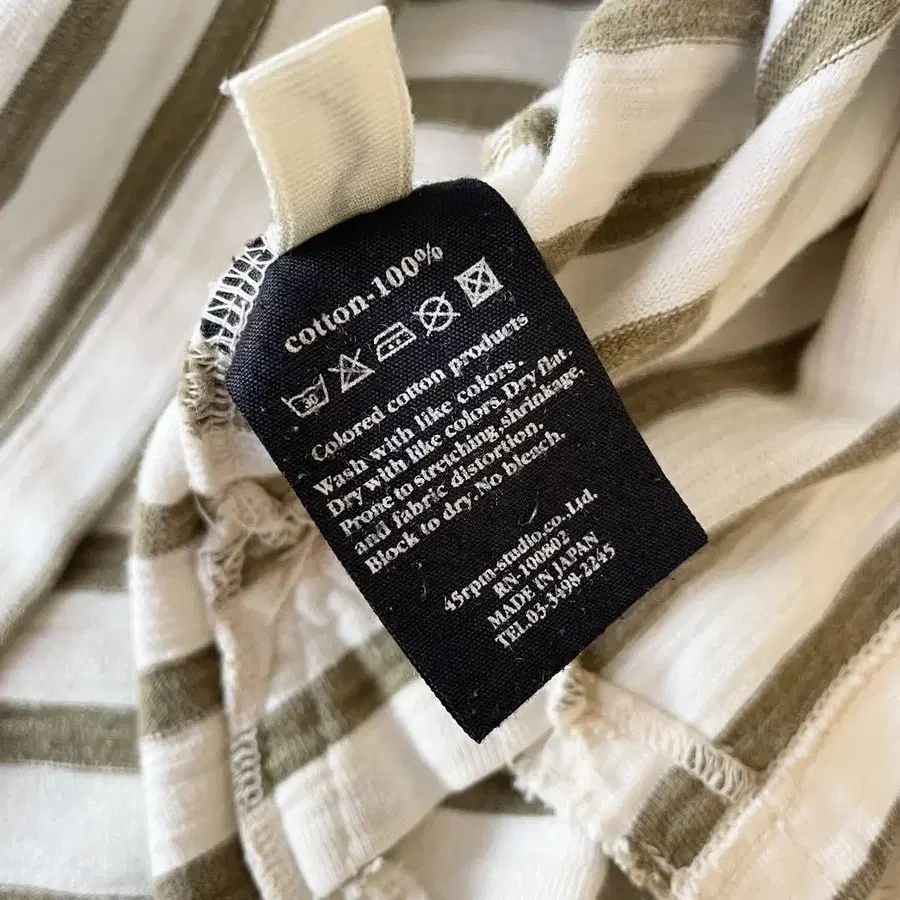 cotton-100%
30
Colored cotton products
Wash with like colors.
Dry with like colors.Dry flat.
Prone to stretching,shrinkage,
and fabric distortion.
Block to dry.No bleach.
45rpm-studio.co.,Ltd.
RN 100802
MADE IN JAPAN
TEL.03-3498-2245